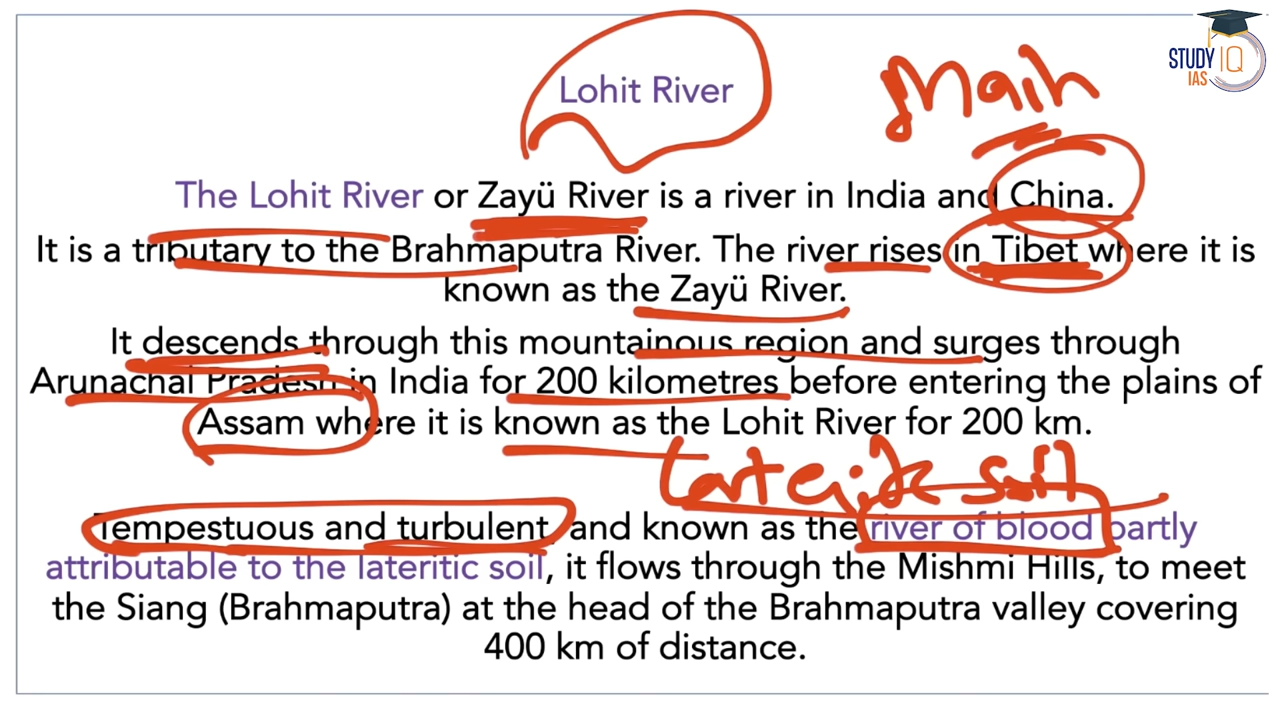 STUDY IQ
IAS
Main
Lohit River
The Lohit River or Zayü River is a river in India and China.
It is a tributary to the Brahmaputra River. The river rises in Tibet where it is
known as the Zayü River.
It descends through this mountainous region and surges through
Arunachal Pradesh in India for 200 kilometres before entering the plains of
Assam where it is known as the Lohit River for 200 km.
Laterite soil
Tempestuous and turbulent, and known as the river of blood partly
attributable to the lateritic soil, it flows through the Mishmi Hills, to meet
the Siang (Brahmaputra) at the head of the Brahmaputra valley covering
400 km of distance.